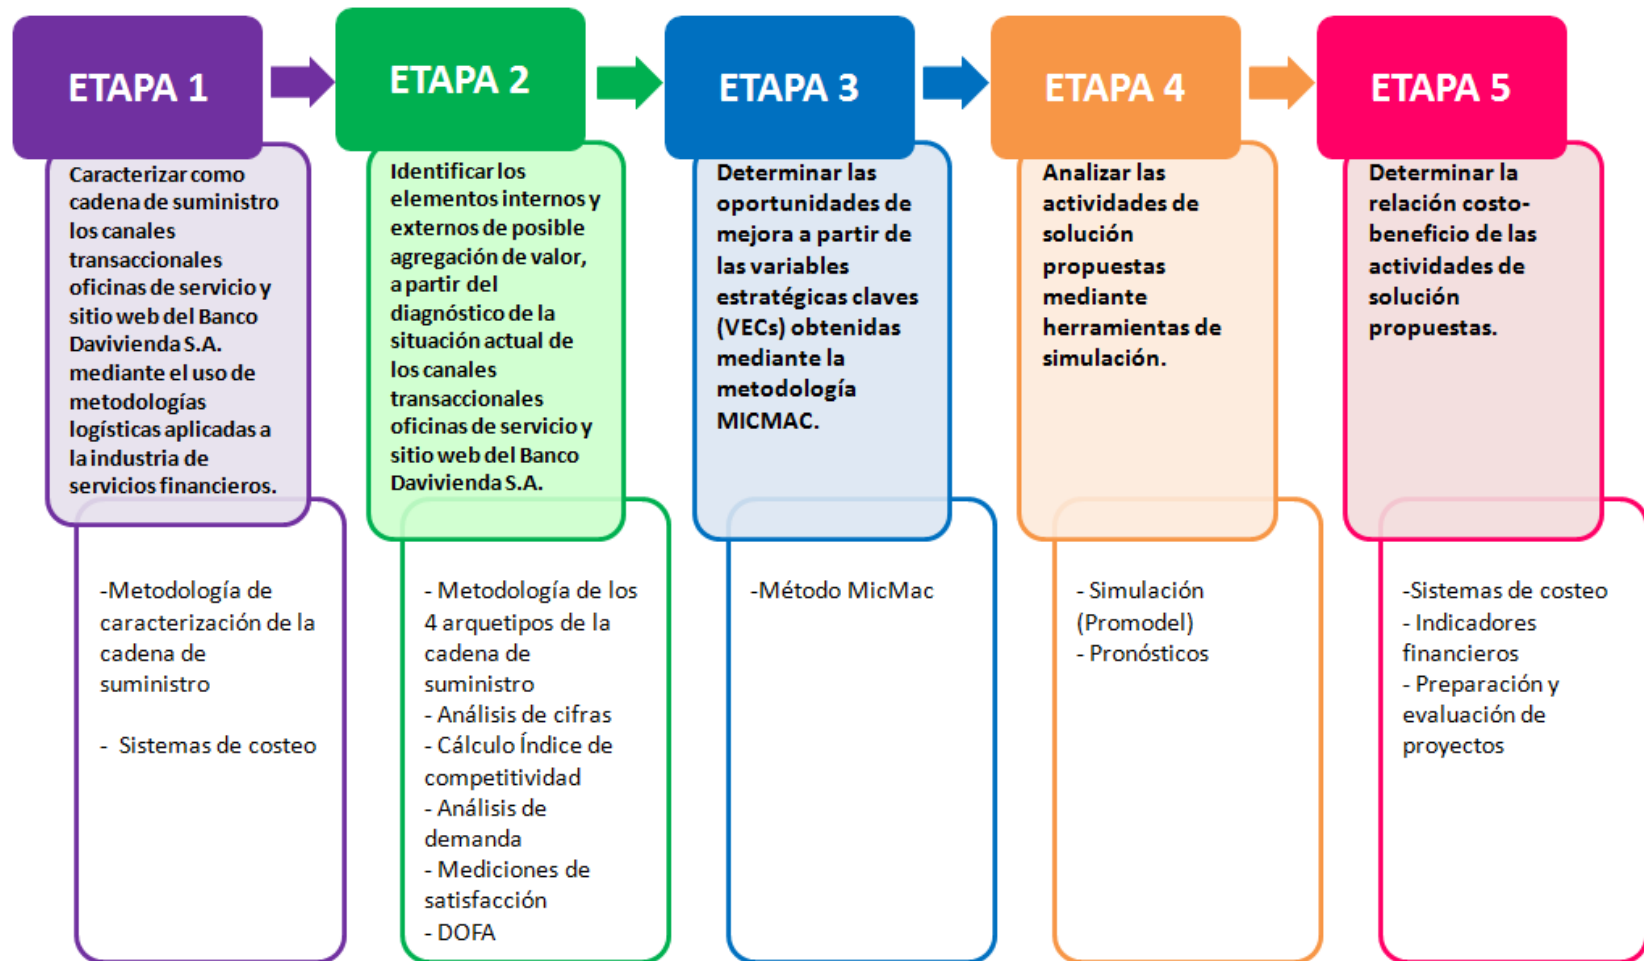 ETAPA 1
Caracterizar como
cadena de suministro
los canales
transaccionales
oficinas de servicio y
sitio web del Banco
Davivienda S.A.
mediante el uso de
metodologías
logísticas aplicadas a
la industria de
servicios financieros.
-Metodología de
caracterización de la
cadena de
suministro
- Sistemas de costeo
ETAPA 2
Identificar los
elementos internos y
externos de posible
agregación de valor,
a partir del
diagnóstico de la
situación actual de
los canales
transaccionales
oficinas de servicio y
sitio web del Banco
Davivienda S.A.
- Metodología de los
4 arquetipos de la
cadena de
suministro
- Análisis de cifras
- Cálculo Índice de
competitividad
- Análisis de
demanda
- Mediciones de
satisfacción
- DOFA
ETAPA 3
Determinar las
oportunidades de
mejora a partir de
las variables
estratégicas claves
(VECs) obtenidas
mediante la
metodología
MICMAC.
-Método MicMac
ETAPA 4
Analizar las
actividades de
solución
propuestas
mediante
herramientas de
simulación.
- Simulación
(Promodel)
- Pronósticos
ETAPA 5
Determinar la
relación costo-
beneficio de las
actividades de
solución
propuestas.
-Sistemas de costeo
- Indicadores
financieros
- Preparación y
evaluación de
proyectos